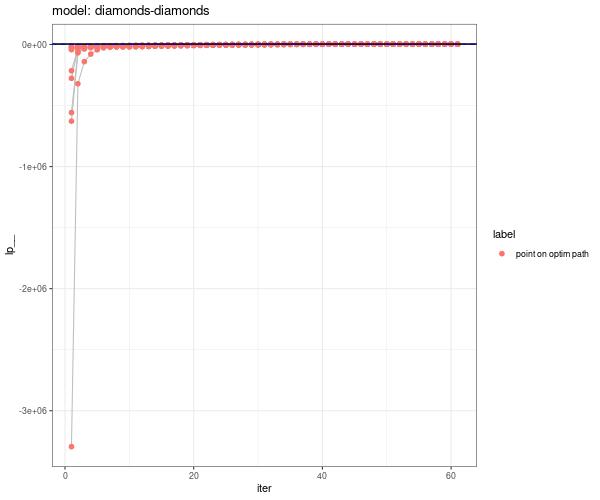 model: diamonds-diamonds
0e+00
-1e+06
-2e+06
-3e+06
lp__
0 20 40 60
iter
label
point on optim path